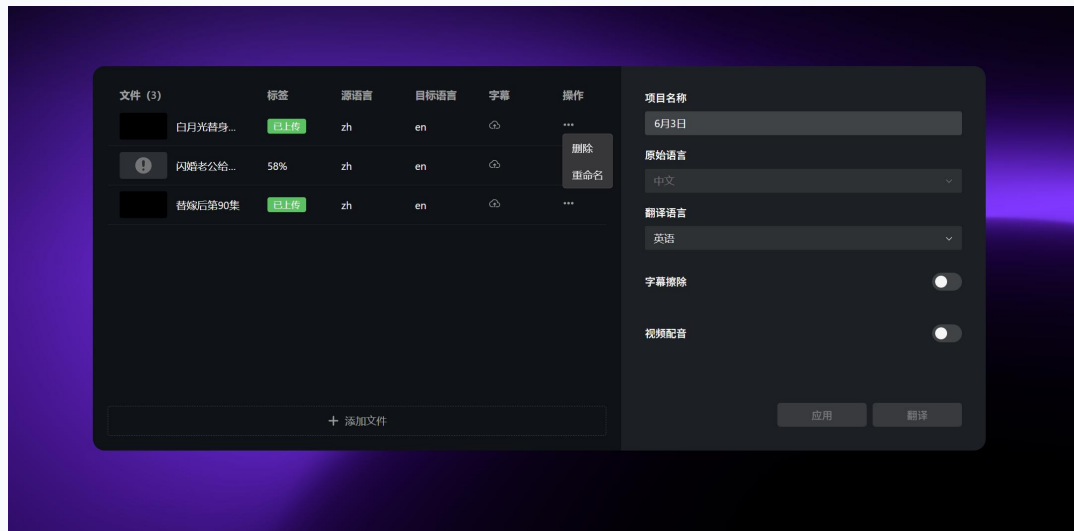 文件 (3) 标签 源语言 目标语言 字幕 操作
白月光替身... 已上传 zh en ...
闪婚老公给... 58% zh en
替嫁后第90集 已上传 zh en ...
删除
重命名
+ 添加文件
项目名称
6月3日
原始语言
中文
翻译语言
英语
字幕擦除
视频配音
应用 翻译